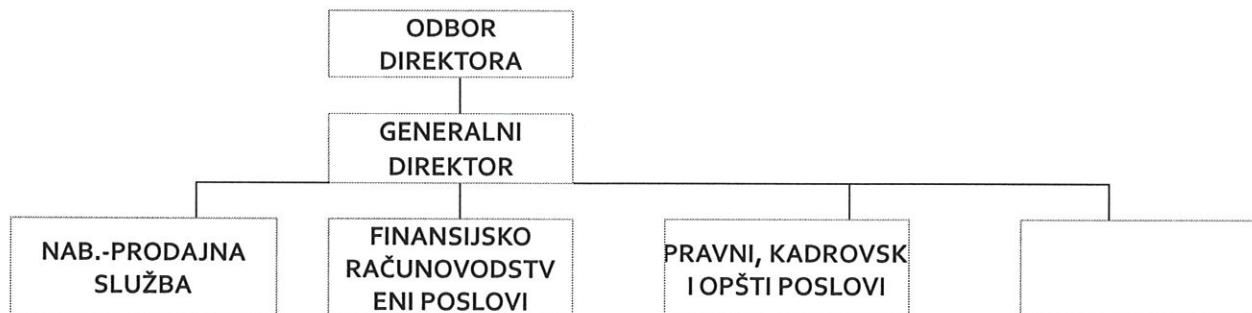 ODBOR
DIREKTORA
GENERALNI
DIREKTOR
NAB.-PRODAJNA
SLUŽBA
FINANSIJSKO
RAČUNOVODSTV
ENI POSLOVI
PRAVNI, KADROVSK
I OPŠTI POSLOVI